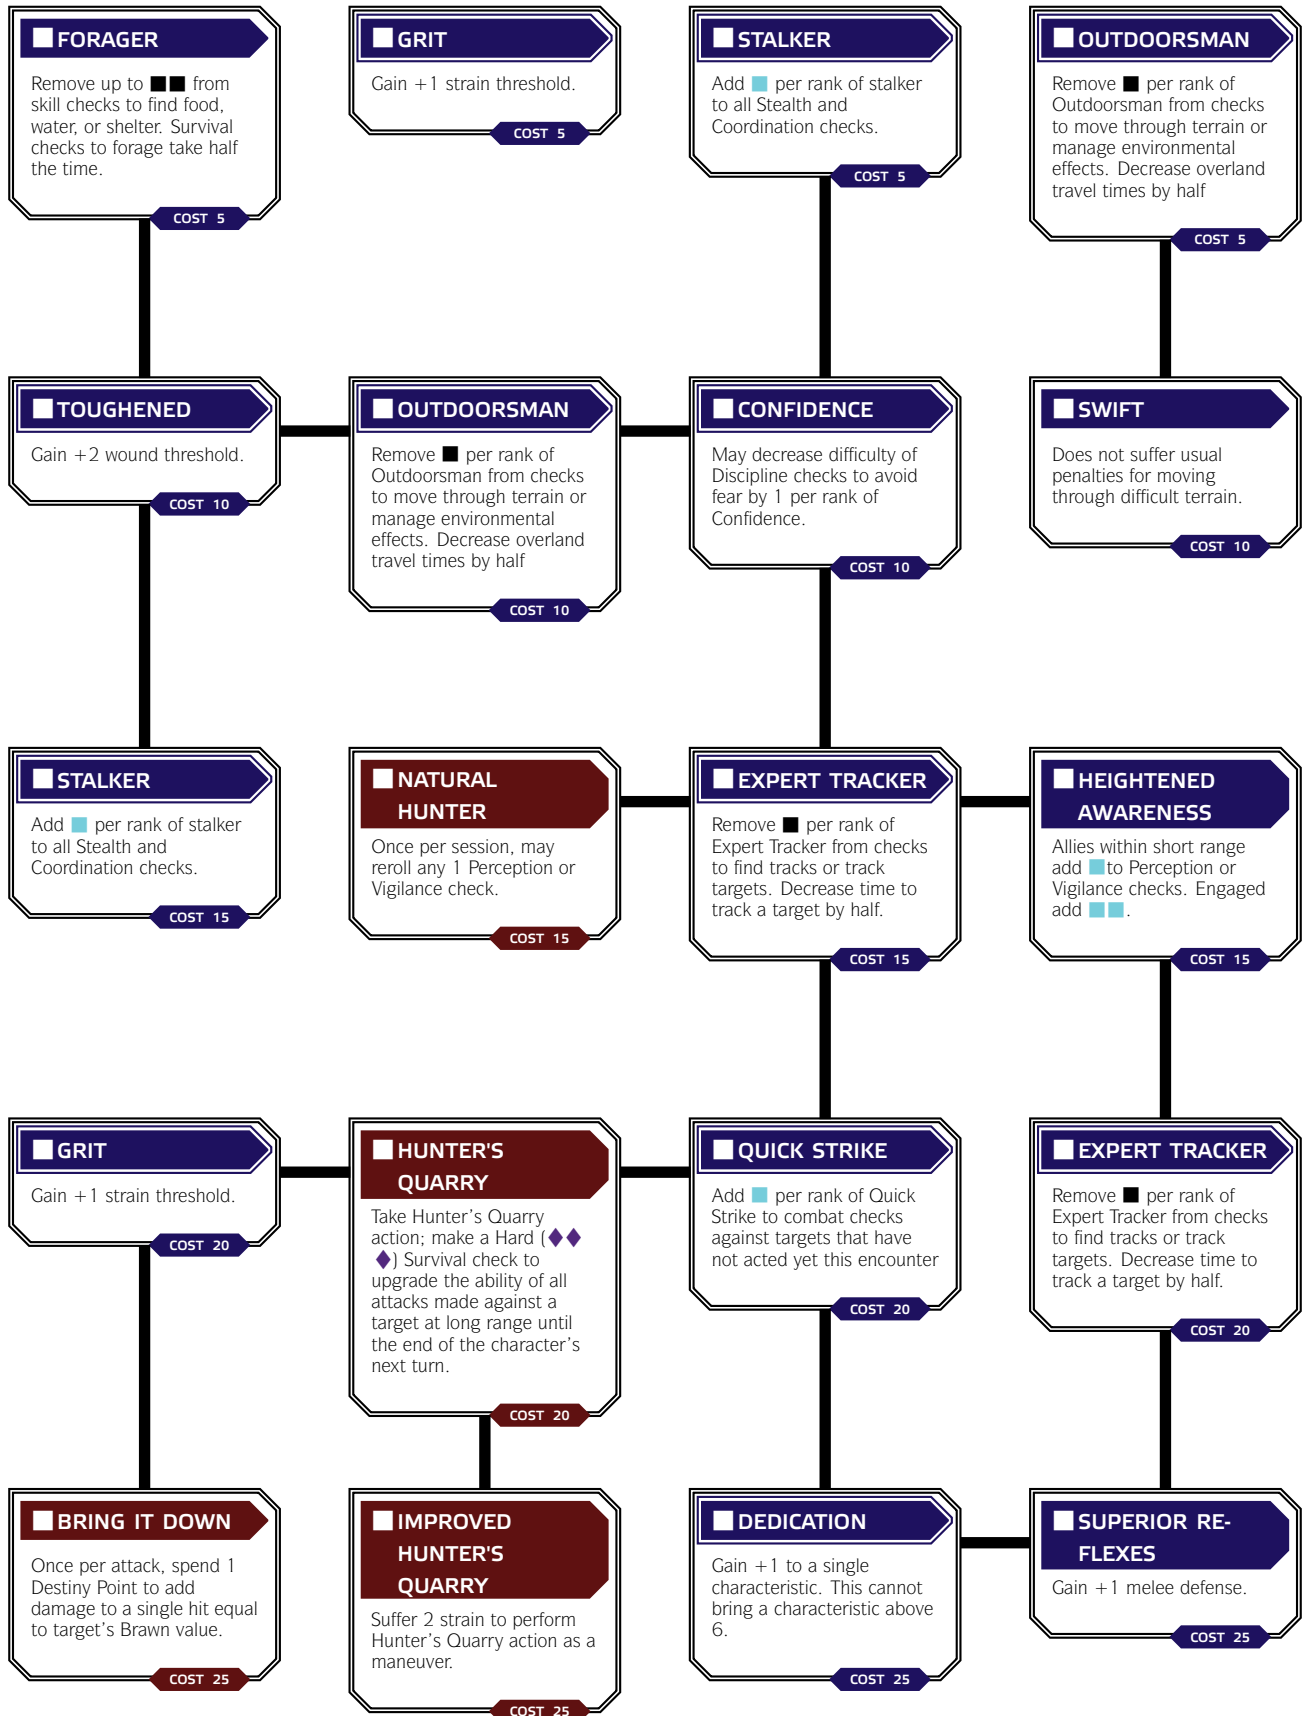 FORAGER
Remove up to ■■ from
skill checks to find food,
water, or shelter. Survival
checks to forage take half
the time.
COST 5
GRIT
Gain +1 strain threshold.
COST 5
STALKER
Add ■ per rank of stalker
to all Stealth and
Coordination checks.
COST 5
OUTDOORSMAN
Remove ■ per rank of
Outdoorsman from checks
to move through terrain or
manage environmental
effects. Decrease overland
travel times by half
COST 5
TOUGHENED
Gain +2 wound threshold.
COST 10
OUTDOORSMAN
Remove ■ per rank of
Outdoorsman from checks
to move through terrain or
manage environmental
effects. Decrease overland
travel times by half
COST 10
CONFIDENCE
May decrease difficulty of
Discipline checks to avoid
fear by 1 per rank of
Confidence.
COST 10
SWIFT
Does not suffer usual
penalties for moving
through difficult terrain.
COST 10
STALKER
Add ■ per rank of stalker
to all Stealth and
Coordination checks.
COST 15
NATURAL
HUNTER
Once per session, may
reroll any 1 Perception or
Vigilance check.
COST 15
EXPERT TRACKER
Remove ■ per rank of
Expert Tracker from checks
to find tracks or track
targets. Decrease time to
track a target by half.
COST 15
HEIGHTENED
AWARENESS
Allies within short range
add ■ to Perception or
Vigilance checks. Engaged
add ■■.
COST 15
GRIT
Gain +1 strain threshold.
COST 20
HUNTER'S
QUARRY
Take Hunter's Quarry
action; make a Hard (◆◆
◆) Survival check to
upgrade the ability of all
attacks made against a
target at long range until
the end of the character's
next turn.
COST 20
QUICK STRIKE
Add ■ per rank of Quick
Strike to combat checks
against targets that have
not acted yet this encounter
COST 20
EXPERT TRACKER
Remove ■ per rank of
Expert Tracker from checks
to find tracks or track
targets. Decrease time to
track a target by half.
COST 20
BRING IT DOWN
Once per attack, spend 1
Destiny Point to add
damage to a single hit equal
to target's Brawn value.
COST 25
IMPROVED
HUNTER'S
QUARRY
Suffer 2 strain to perform
Hunter's Quarry action as a
maneuver.
COST 25
DEDICATION
Gain +1 to a single
characteristic. This cannot
bring a characteristic above
6.
COST 25
SUPERIOR RE-
FLEXES
Gain +1 melee defense.
COST 25